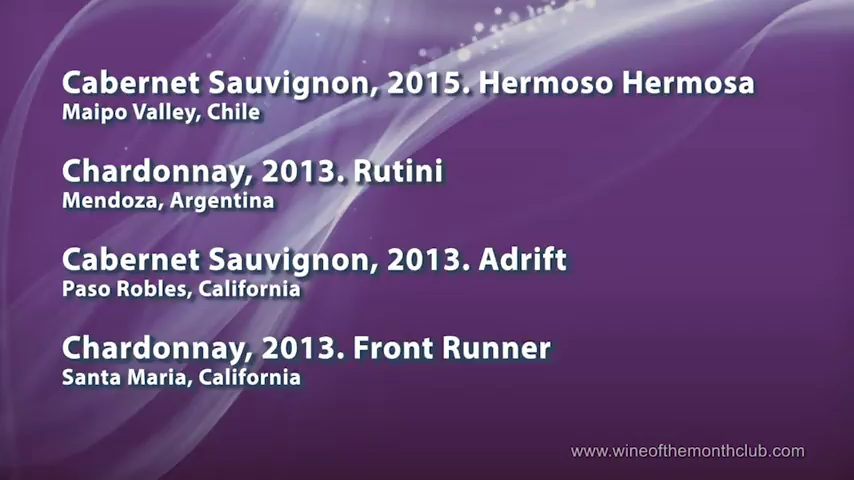 Cabernet Sauvignon, 2015. Hermoso Hermosa
Maipo Valley, Chile
Chardonnay, 2013. Rutini
Mendoza, Argentina
Cabernet Sauvignon, 2013. Adrift
Paso Robles, California
Chardonnay, 2013. Front Runner
Santa Maria, California
www.wineofthemonthclub.com